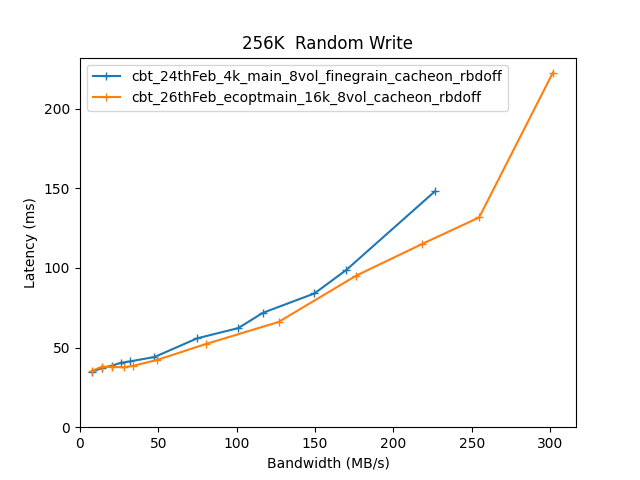 256K  Random Write
cbt_24thFeb_4k_main_8vol_finegrain_cacheon_rbdoff
cbt_26thFeb_ecoptmain_16k_8vol_cacheon_rbdoff
200
150
100
50
0
Latency (ms)
0 50 100 150 200 250 300
Bandwidth (MB/s)